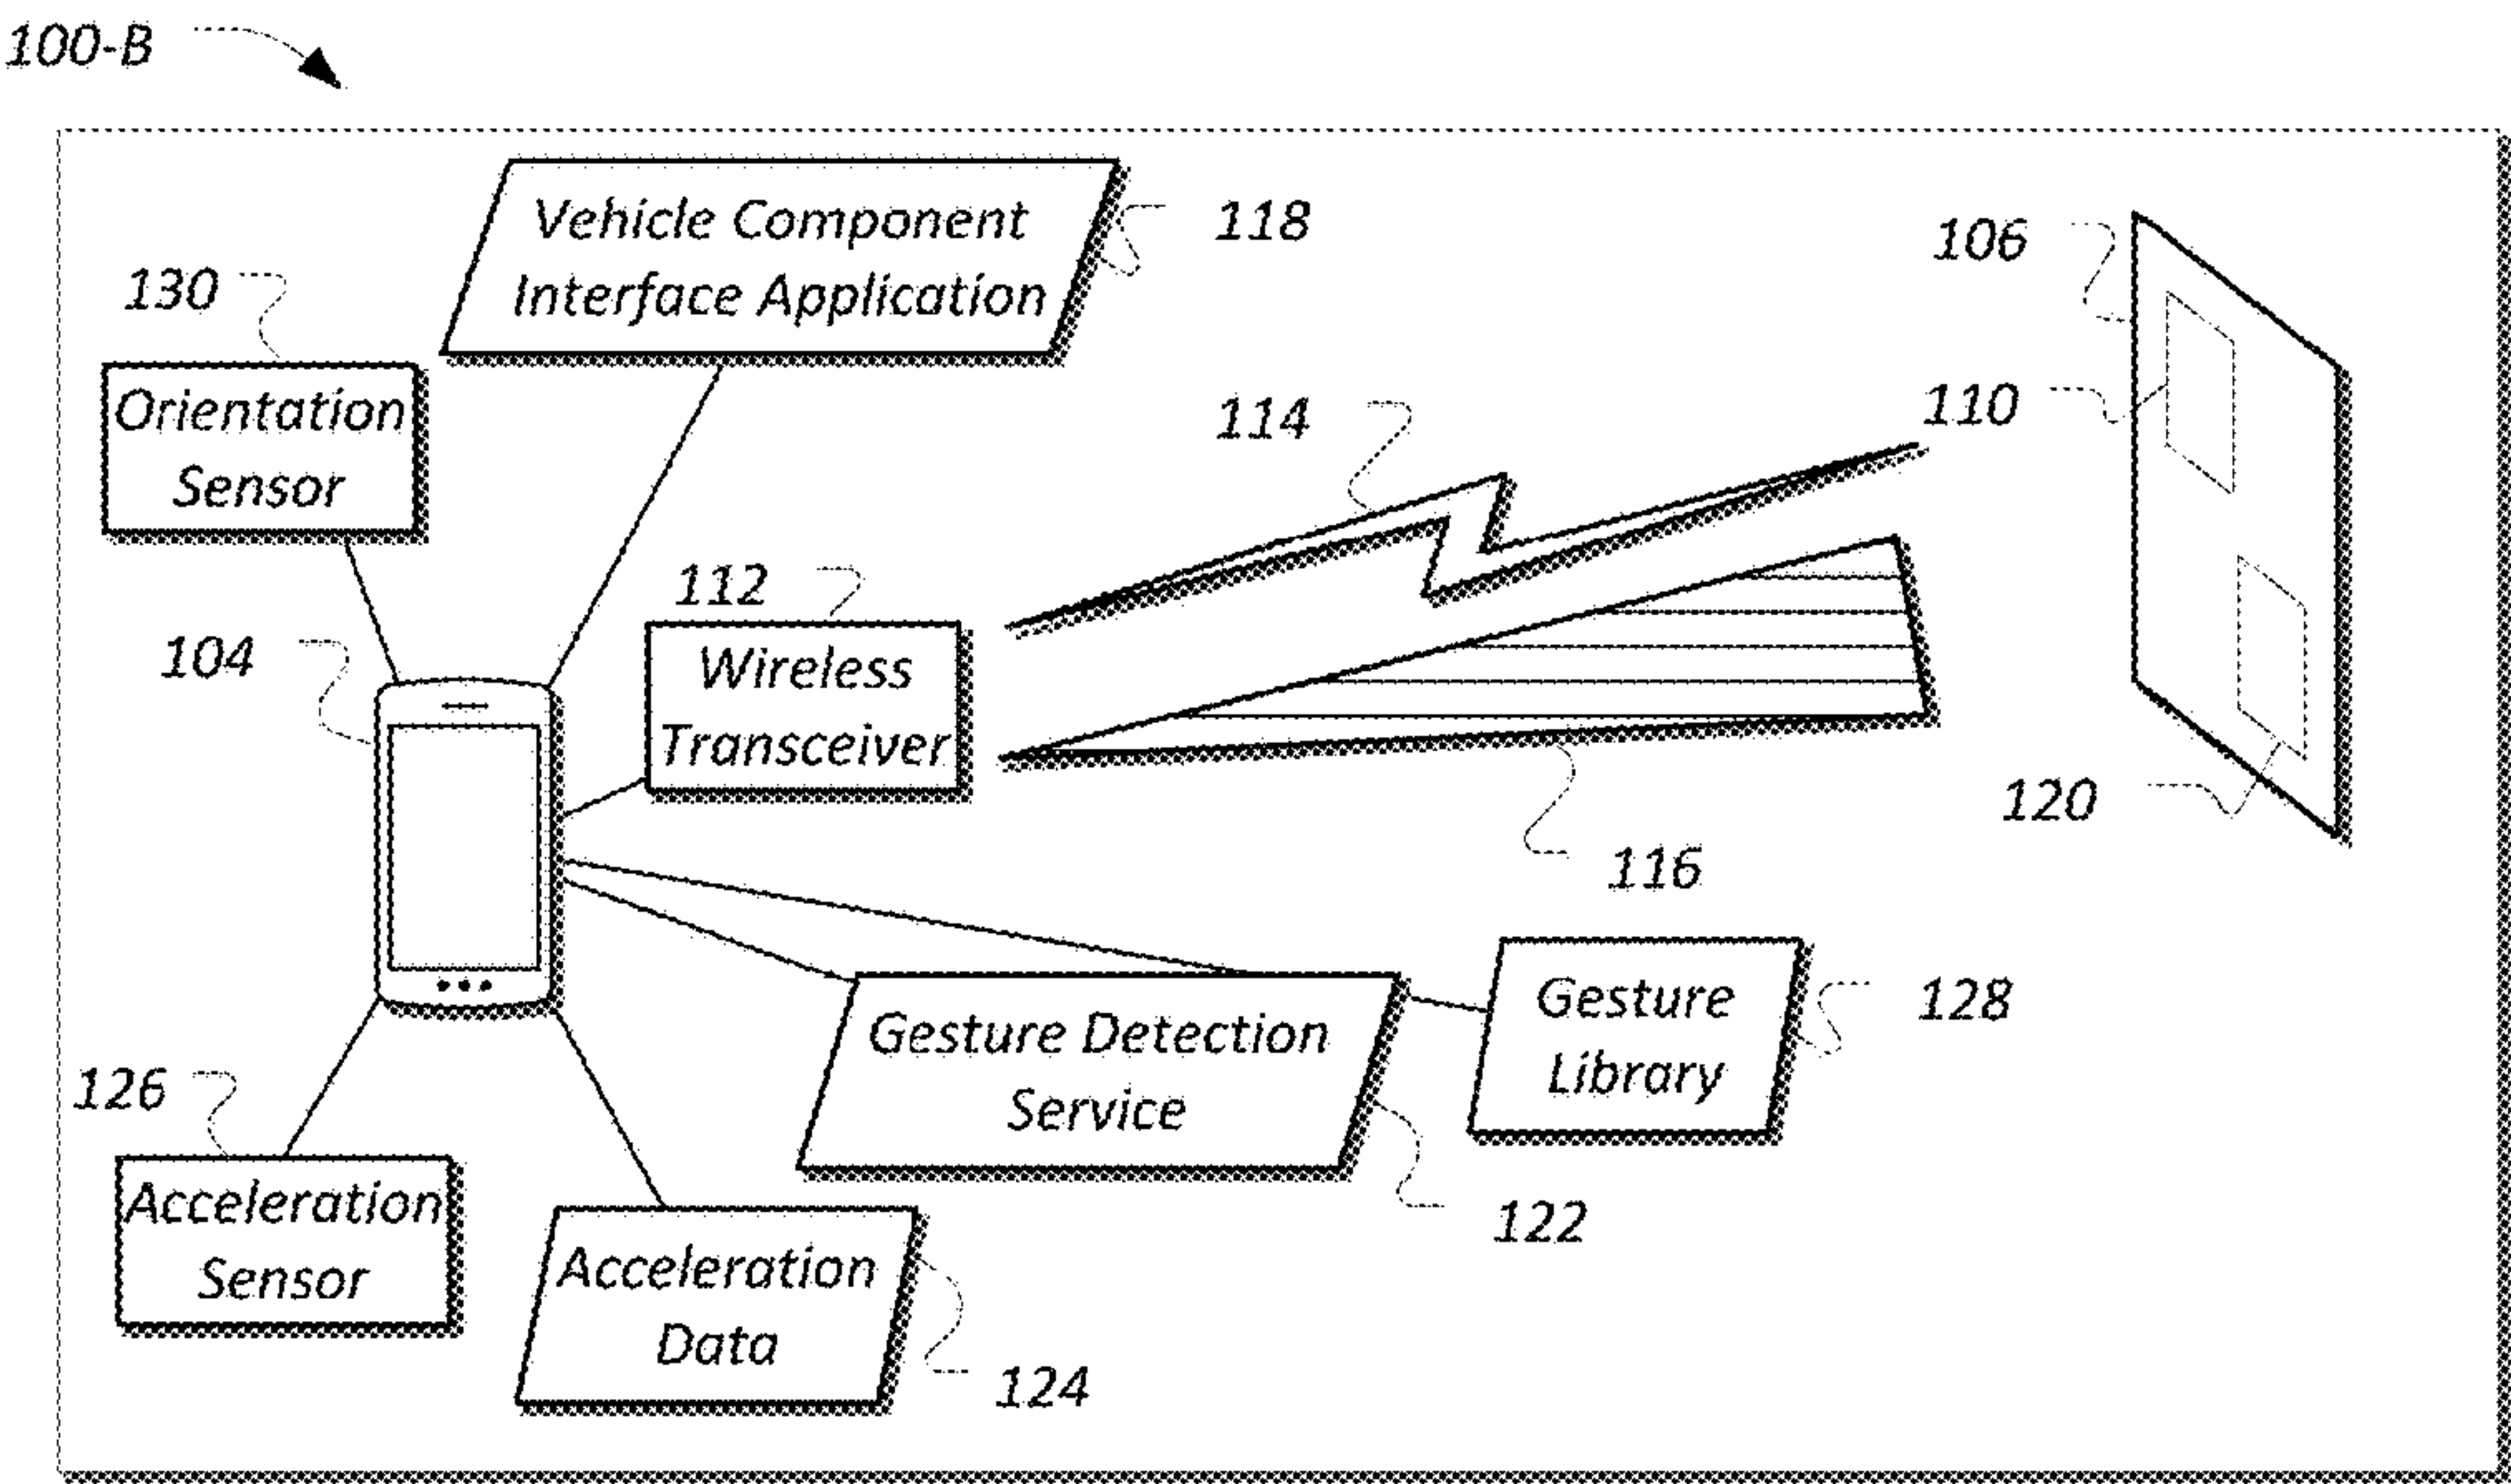 100-B
Vehicle Component
Interface Application
118
106
130
Orientation
Sensor
110
114
112
104
Wireless
Transceiver
120
116
Gesture
Library
128
Gesture Detection
Service
126
122
Acceleration
Sensor
Acceleration
Data
124